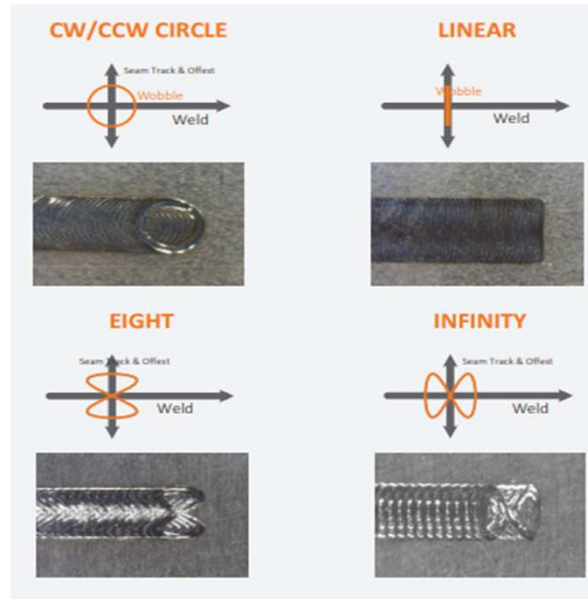 CW/CCW CIRCLE
Seam Track & Offest
Wobble
Weld
LINEAR
Wobble
Weld
EIGHT
Seam Track & Offest
Weld
INFINITY
Seam Track & Offest
Weld